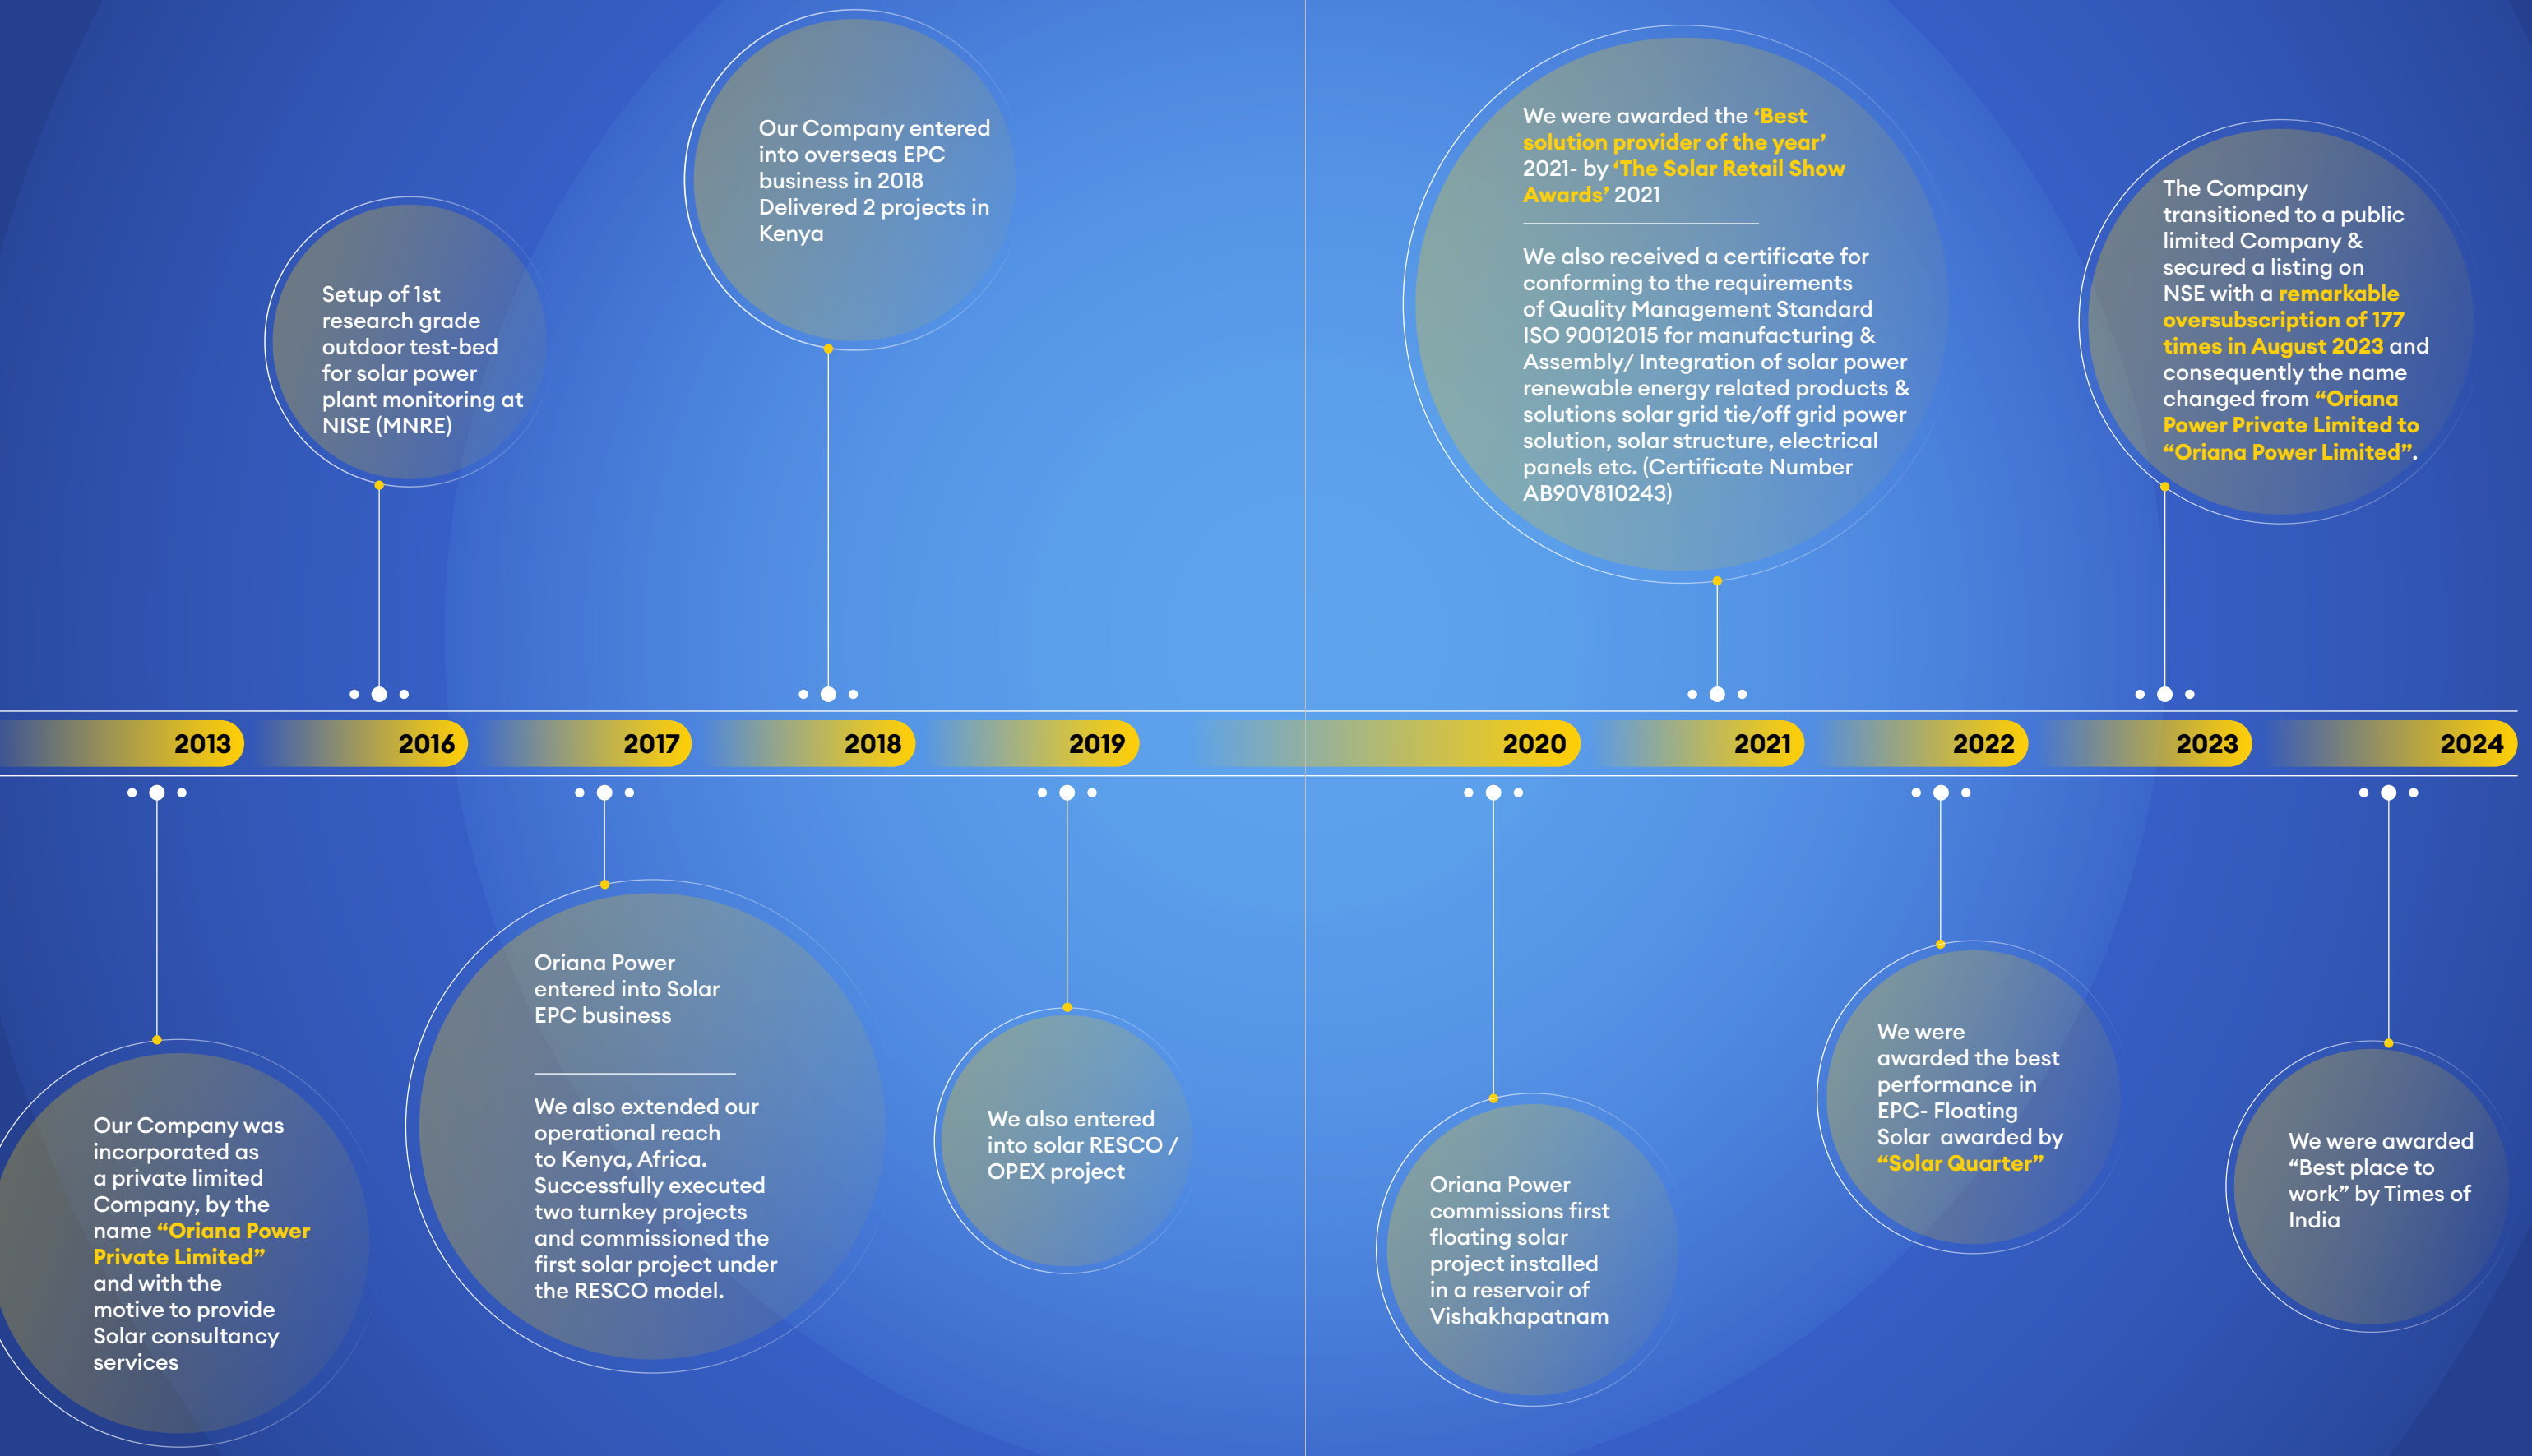 Our Company entered
into overseas EPC
business in 2018
Delivered 2 projects in
Kenya
We were awarded the ‘Best
solution provider of the year’
2021- by ‘The Solar Retail Show
Awards’ 2021
We also received a certificate for
conforming to the requirements
of Quality Management Standard
ISO 90012015 for manufacturing &
Assembly/ Integration of solar power
renewable energy related products &
solutions solar grid tie/off grid power
solution, solar structure, electrical
panels etc. (Certificate Number
AB90V810243)
The Company
transitioned to a public
limited Company &
secured a listing on
NSE with a remarkable
oversubscription of 177
times in August 2023 and
consequently the name
changed from “Oriana
Power Private Limited to
“Oriana Power Limited”.
Setup of 1st
research grade
outdoor test-bed
for solar power
plant monitoring at
NISE (MNRE)
2013
2016
2017
2018
2019
2020
2021
2022
2023
2024
Our Company was
incorporated as
a private limited
Company, by the
name “Oriana Power
Private Limited”
and with the
motive to provide
Solar consultancy
services
Oriana Power
entered into Solar
EPC business
We also extended our
operational reach
to Kenya, Africa.
Successfully executed
two turnkey projects
and commissioned the
first solar project under
the RESCO model.
We also entered
into solar RESCO /
OPEX project
Oriana Power
commissions first
floating solar
project installed
in a reservoir of
Vishakhapatnam
We were
awarded the best
performance in
EPC- Floating
Solar  awarded by
“Solar Quarter”
We were awarded
“Best place to
work” by Times of
India